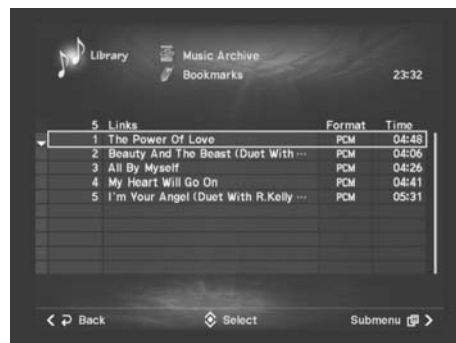 Library Music Archive
Bookmarks 23:32
5 Links Format Time
1 The Power Of Love PCM 04:48
2 Beauty And The Beast (Duet With ··· PCM 04:06
3 All By Myself PCM 04:26
4 My Heart Will Go On PCM 04:41
5 I'm Your Angel (Duet With R.Kelly ··· PCM 05:31
Back Select Submenu